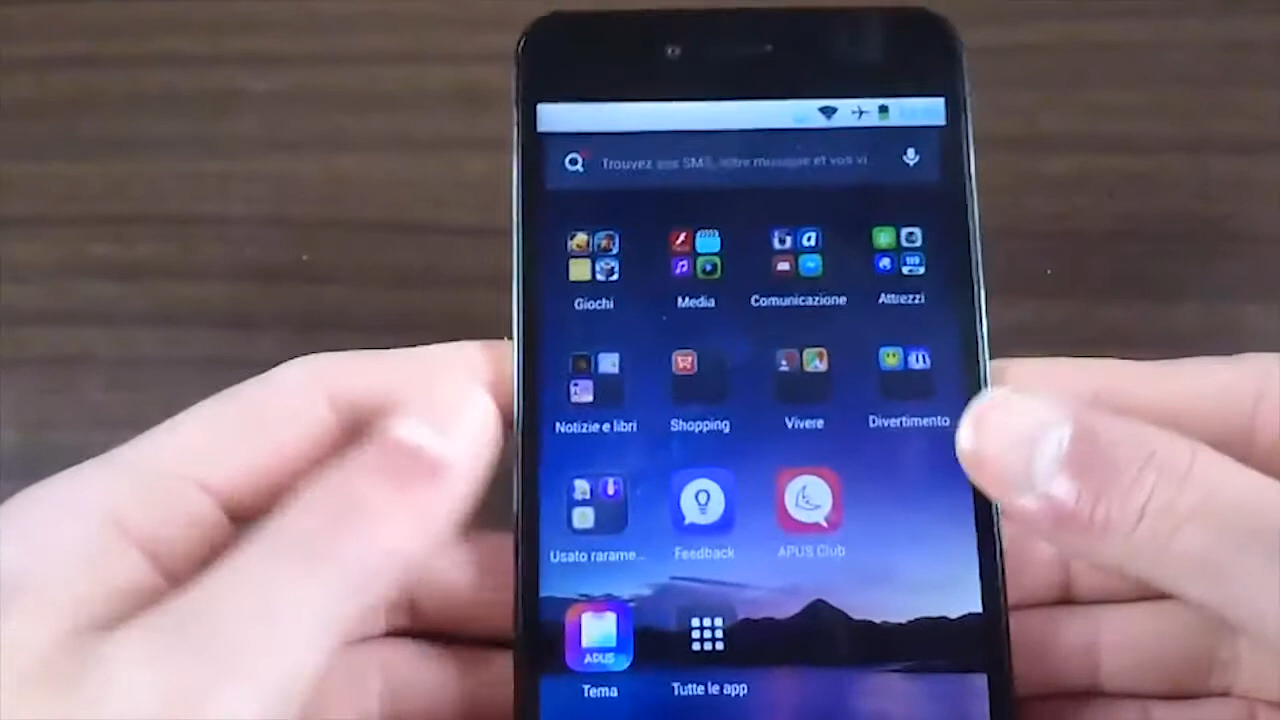 Trouvez vos SMS, votre musique et vos vi
Giochi
Media
Comunicazione
Attrezzi
Notizie e libri
Shopping
Vivere
Divertimento
Usato rarame...
Feedback
APUS Club
APUS
Tema
Tutte le app